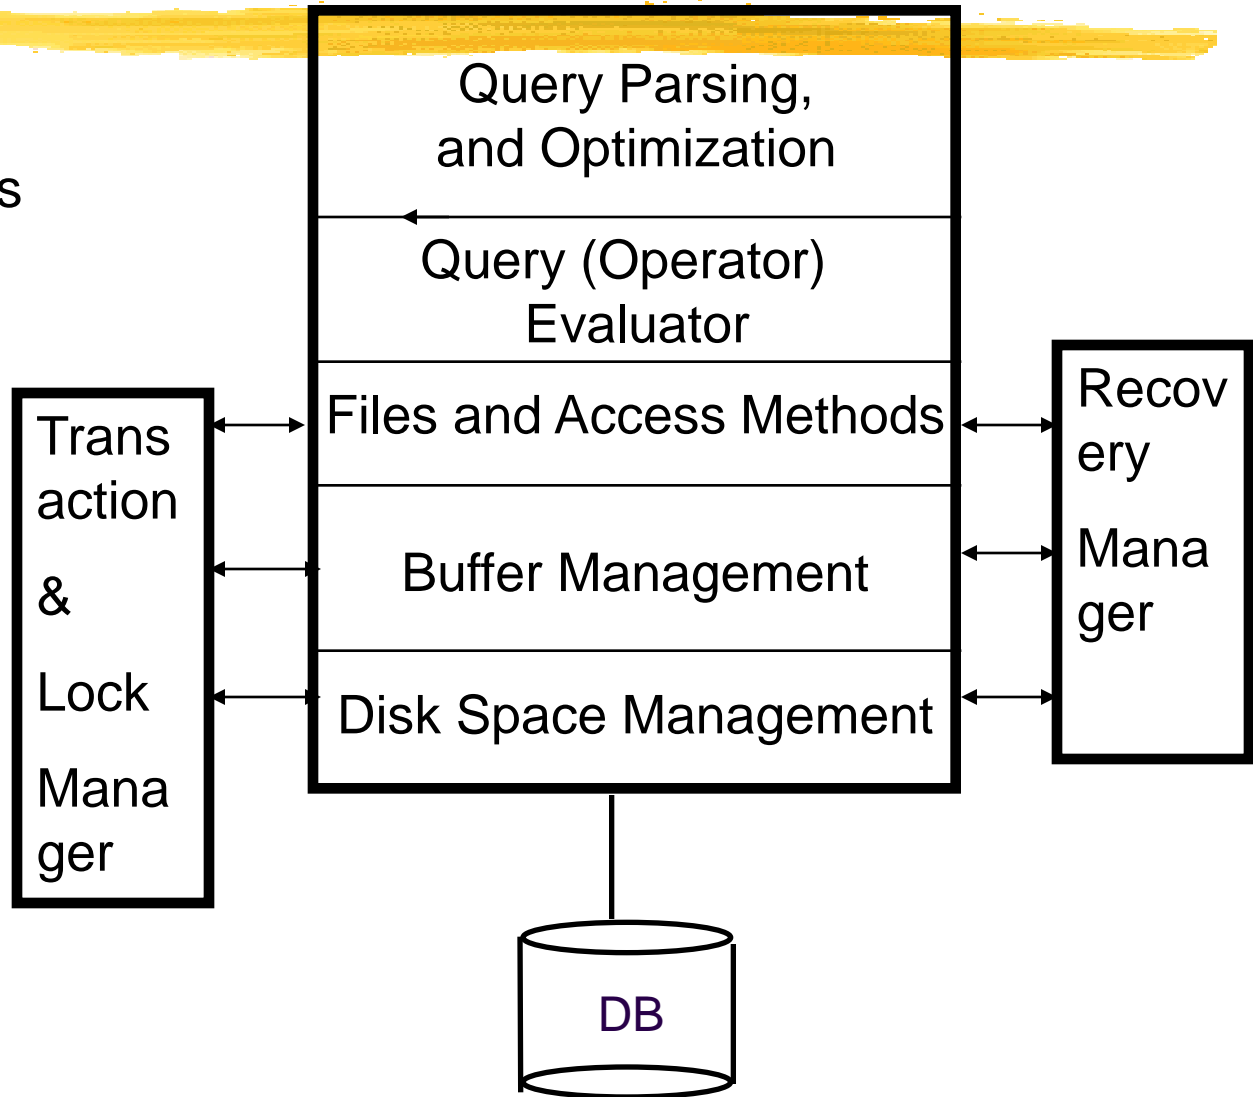 Query Parsing,
and Optimization
s
Query (Operator)
Evaluator
Files and Access Methods
Buffer Management
Disk Space Management
Trans
action
&
Lock
Mana
ger
Recov
ery
Mana
ger
DB